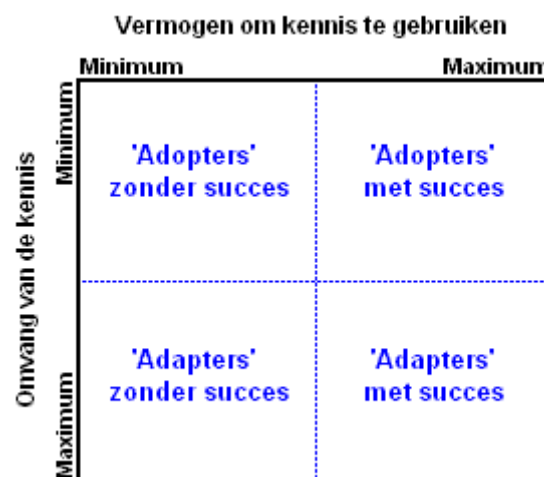 Vermogen om kennis te gebruiken
Minimum Maximum
Omvang van de kennis
Minimum
'Adopters' 'Adopters'
zonder succes met succes
'Adapters' 'Adapters'
zonder succes met succes
Maximum